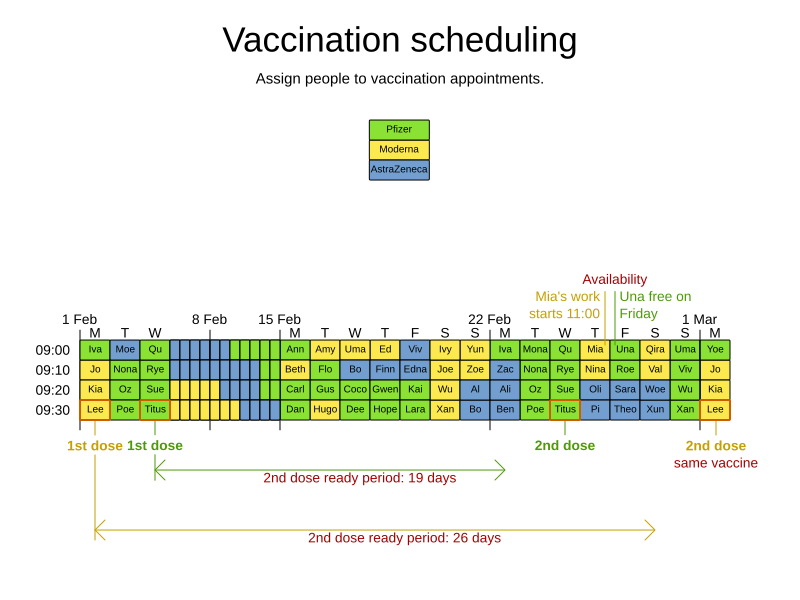 Vaccination scheduling
Assign people to vaccination appointments.
Pfizer
Moderna
AstraZeneca
Availability
Mia's work Una free on
starts 11:00 Friday
1 Feb 8 Feb 15 Feb 22 Feb 1 Mar
M T W M T W T F S S M T W T F S S M
09:00 Iva Moe Qu Ann Amy Uma Ed Viv Ivy Yun Iva Mona Qu Mia Una Qira Uma Yoe
09:10 Jo Nona Rye Beth Flo Bo Finn Edna Joe Zoe Zac Nona Rye Nina Roe Val Viv Jo
09:20 Kia Oz Sue Carl Gus Coco Gwen Kai Wu Al Ali Oz Sue Oli Sara Woe Wu Kia
09:30 Lee Poe Titus Dan Hugo Dee Hope Lara Xan Bo Ben Poe Titus Pi Theo Xun Xan Lee
1st dose 1st dose 2nd dose 2nd dose
same vaccine
2nd dose ready period: 19 days
2nd dose ready period: 26 days